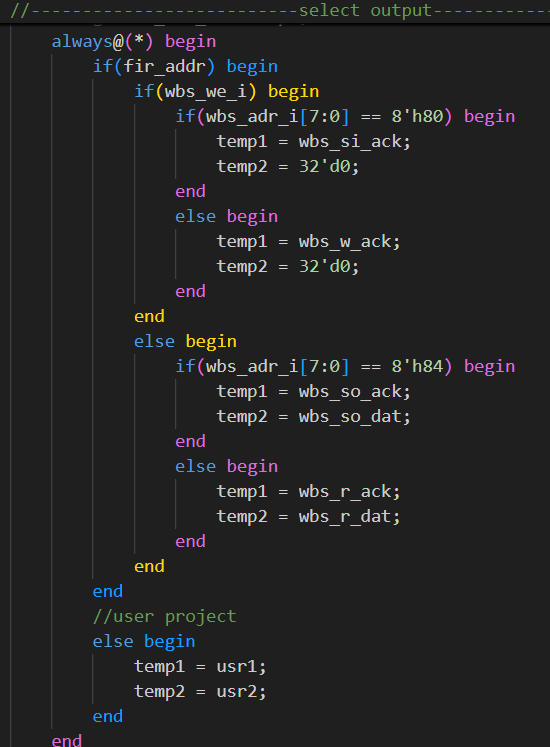 //--------------------------select output------------
always@(*) begin
if(fir_addr) begin
if(wbs_we_i) begin
if(wbs_adr_i[7:0] == 8'h80) begin
temp1 = wbs_si_ack;
temp2 = 32'd0;
end
else begin
temp1 = wbs_w_ack;
temp2 = 32'd0;
end
end
else begin
if(wbs_adr_i[7:0] == 8'h84) begin
temp1 = wbs_so_ack;
temp2 = wbs_so_dat;
end
else begin
temp1 = wbs_r_ack;
temp2 = wbs_r_dat;
end
end
end
//user project
else begin
temp1 = usr1;
temp2 = usr2;
end
end